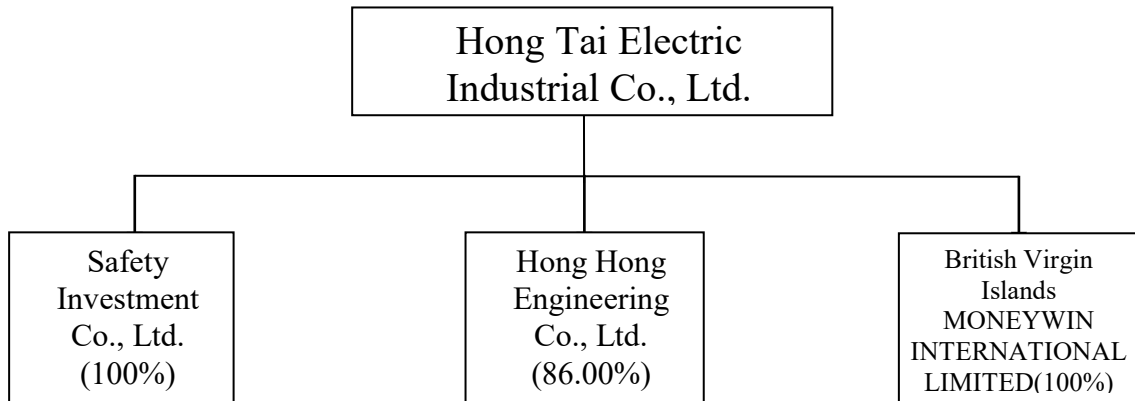 Hong Tai Electric
Industrial Co., Ltd.
Safety
Investment
Co., Ltd.
(100%)
Hong Hong
Engineering
Co., Ltd.
(86.00%)
British Virgin
Islands
MONEYWIN
INTERNATIONAL
LIMITED(100%)